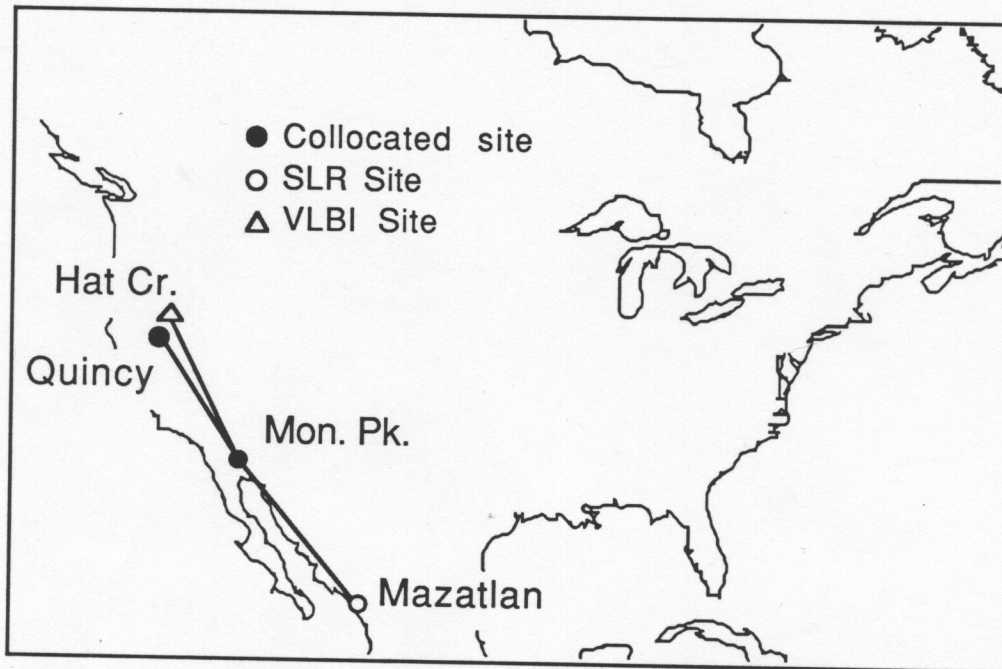 Collocated site
SLR Site
VLBI Site
Hat Cr.
Quincy
Mon. Pk.
Mazatlan